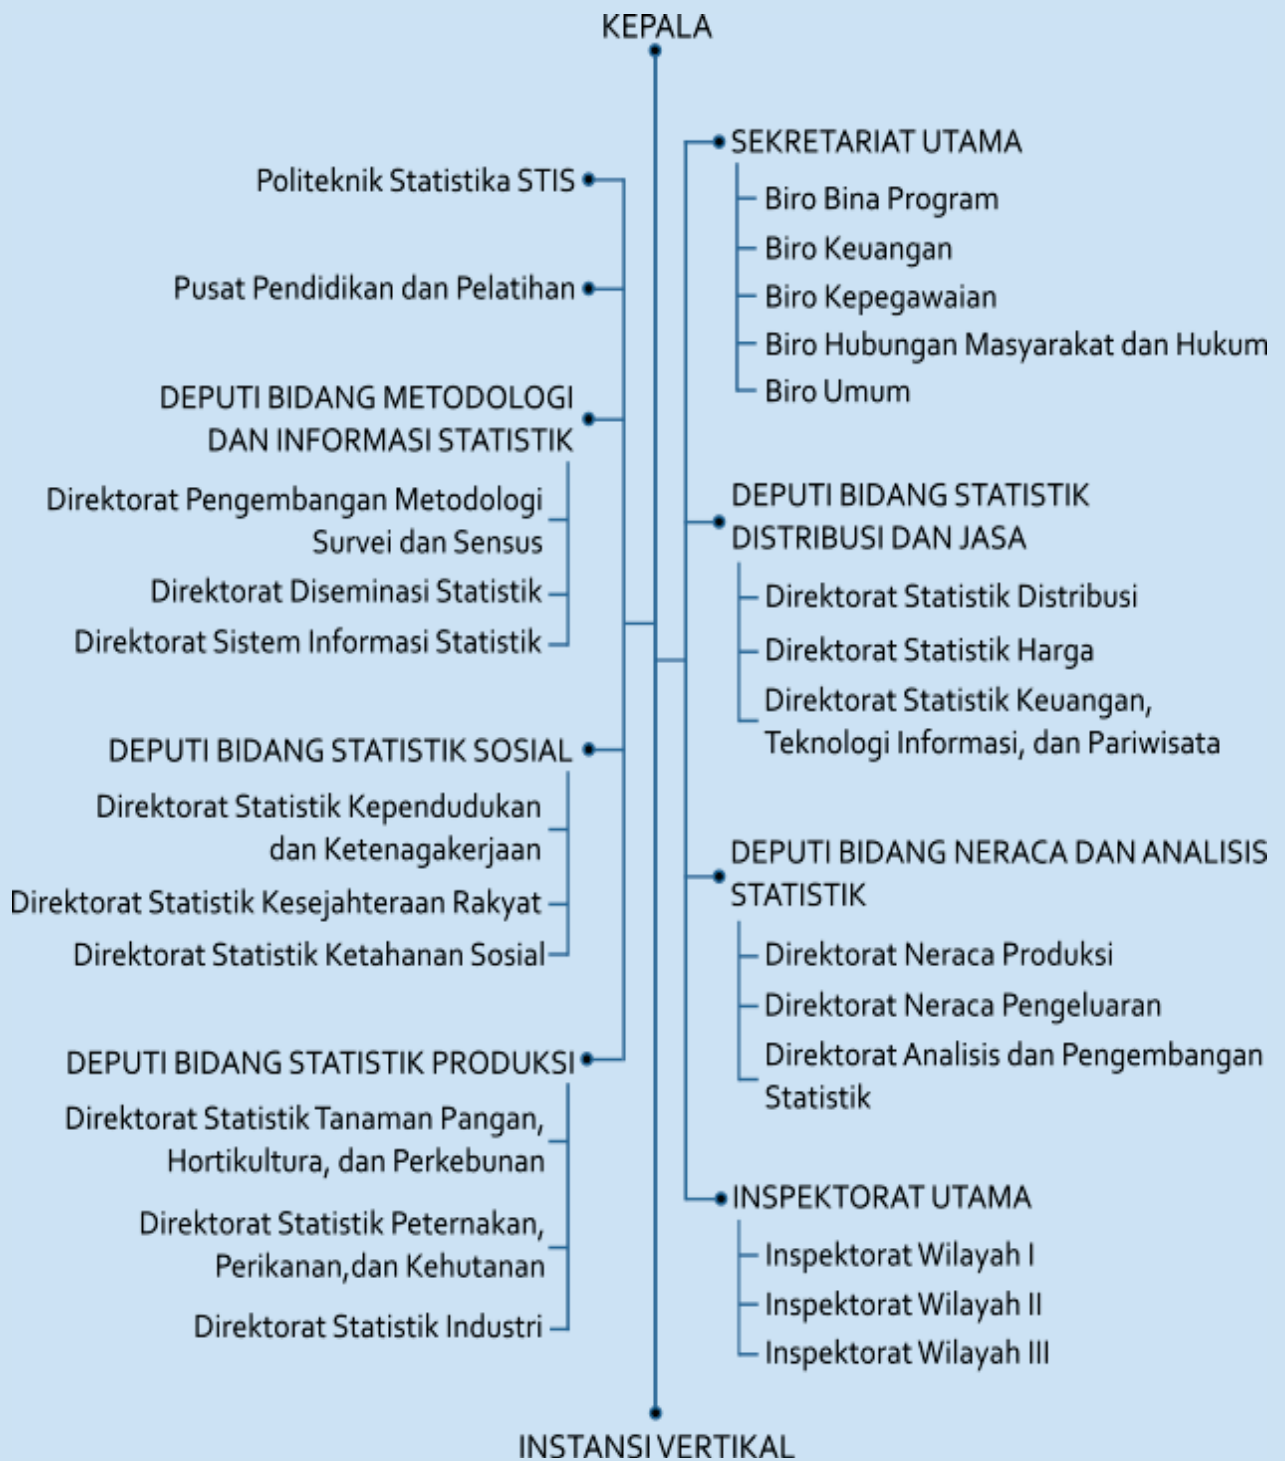 KEPALA
Politeknik Statistika STIS
Pusat Pendidikan dan Pelatihan
DEPUTI BIDANG METODOLOGI
DAN INFORMASI STATISTIK
Direktorat Pengembangan Metodologi
Survei dan Sensus
Direktorat Diseminasi Statistik
Direktorat Sistem Informasi Statistik
DEPUTI BIDANG STATISTIK SOSIAL
Direktorat Statistik Kependudukan
dan Ketenagakerjaan
Direktorat Statistik Kesejahteraan Rakyat
Direktorat Statistik Ketahanan Sosial
DEPUTI BIDANG STATISTIK PRODUKSI
Direktorat Statistik Tanaman Pangan,
Hortikultura, dan Perkebunan
Direktorat Statistik Peternakan,
Perikanan,dan Kehutanan
Direktorat Statistik Industri
SEKRETARIAT UTAMA
Biro Bina Program
Biro Keuangan
Biro Kepegawaian
Biro Hubungan Masyarakat dan Hukum
Biro Umum
DEPUTI BIDANG STATISTIK
DISTRIBUSI DAN JASA
Direktorat Statistik Distribusi
Direktorat Statistik Harga
Direktorat Statistik Keuangan,
Teknologi Informasi, dan Pariwisata
DEPUTI BIDANG NERACA DAN ANALISIS
STATISTIK
Direktorat Neraca Produksi
Direktorat Neraca Pengeluaran
Direktorat Analisis dan Pengembangan
Statistik
INSPEKTORAT UTAMA
Inspektorat Wilayah I
Inspektorat Wilayah II
Inspektorat Wilayah III
INSTANSI VERTIKAL